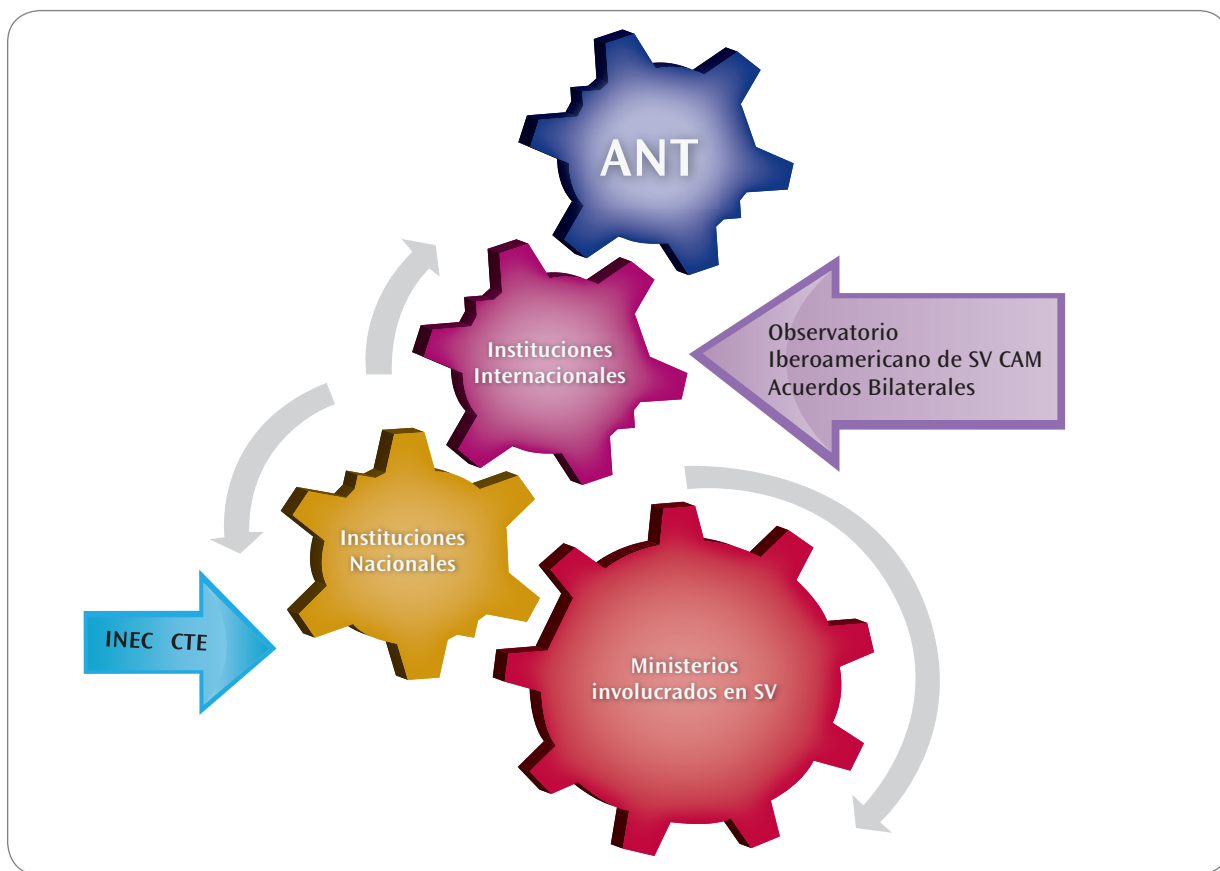 ANT
Instituciones
Internacionales
Observatorio
Iberoamericano de SV CAM
Acuerdos Bilaterales
Instituciones
Nacionales
INEC CTE
Ministerios
involucrados en SV